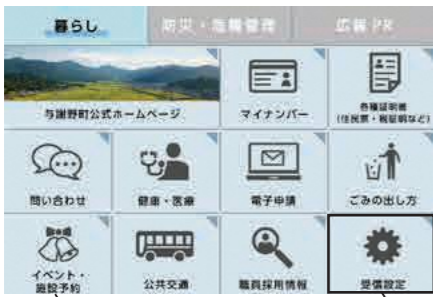 暮らし
防災・危機管理
広報 PR
与謝野町公式ホームページ
マイナンバー
各種証明書
(住民票・税証明など)
問い合わせ
健康・医療
電子申請
ごみの出し方
イベント・
施設予約
公共交通
職員採用情報
受信設定